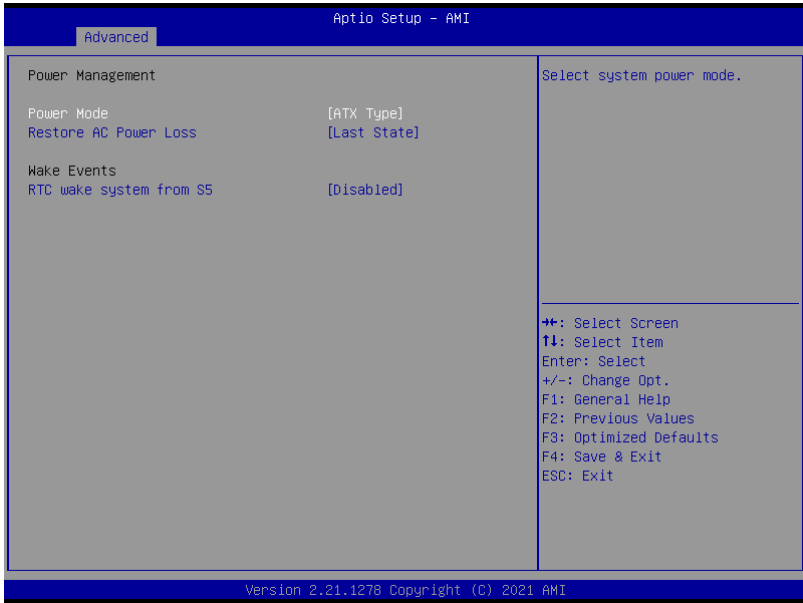 Aptio Setup – AMI
Advanced
Power Management
Select system power mode.
Power Mode [ATX Type]
Restore AC Power Loss [Last State]
Wake Events
RTC wake system from S5 [Disabled]
→←: Select Screen
↑↓: Select Item
Enter: Select
+/-: Change Opt.
F1: General Help
F2: Previous Values
F3: Optimized Defaults
F4: Save & Exit
ESC: Exit
Version 2.21.1278 Copyright (C) 2021 AMI